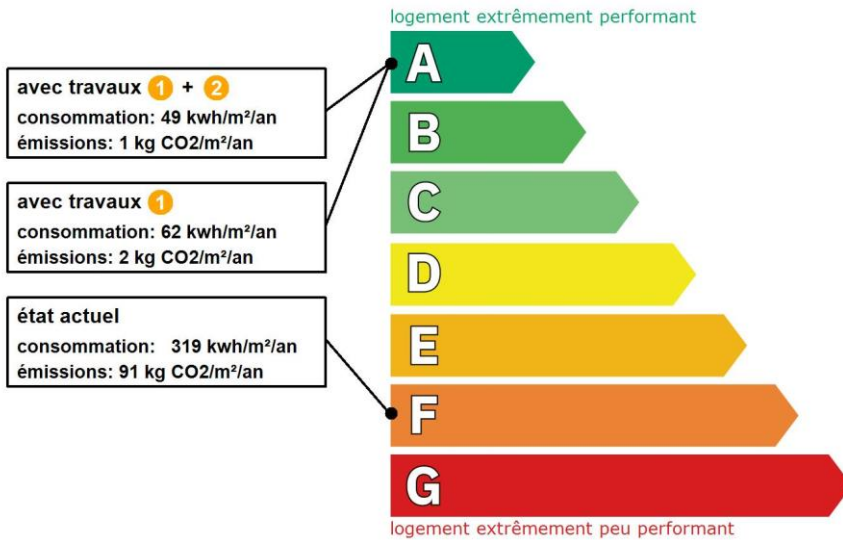 logement extrêmement performant
avec travaux 1 + 2
consommation: 49 kwh/m²/an
émissions: 1 kg CO2/m²/an
avec travaux 1
consommation: 62 kwh/m²/an
émissions: 2 kg CO2/m²/an
état actuel
consommation: 319 kwh/m²/an
émissions: 91 kg CO2/m²/an
A
B
C
D
E
F
G
logement extrêmement peu performant